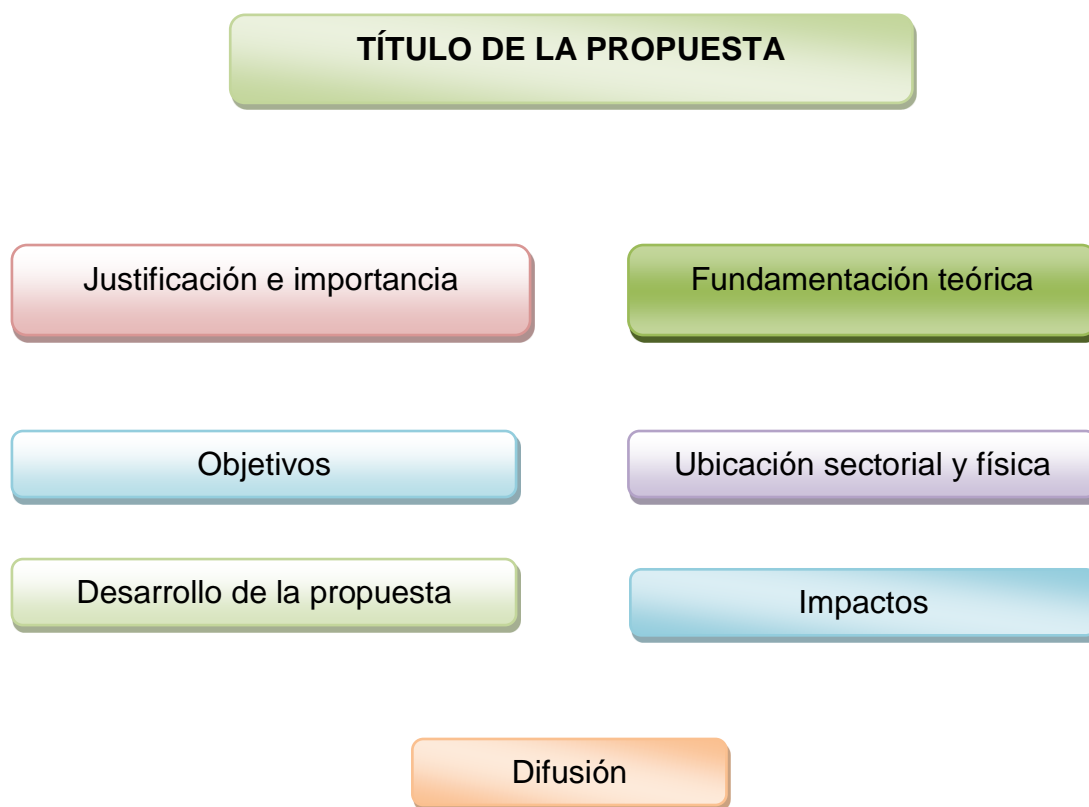 TÍTULO DE LA PROPUESTA
Justificación e importancia
Fundamentación teórica
Objetivos
Ubicación sectorial y física
Desarrollo de la propuesta
Impactos
Difusión